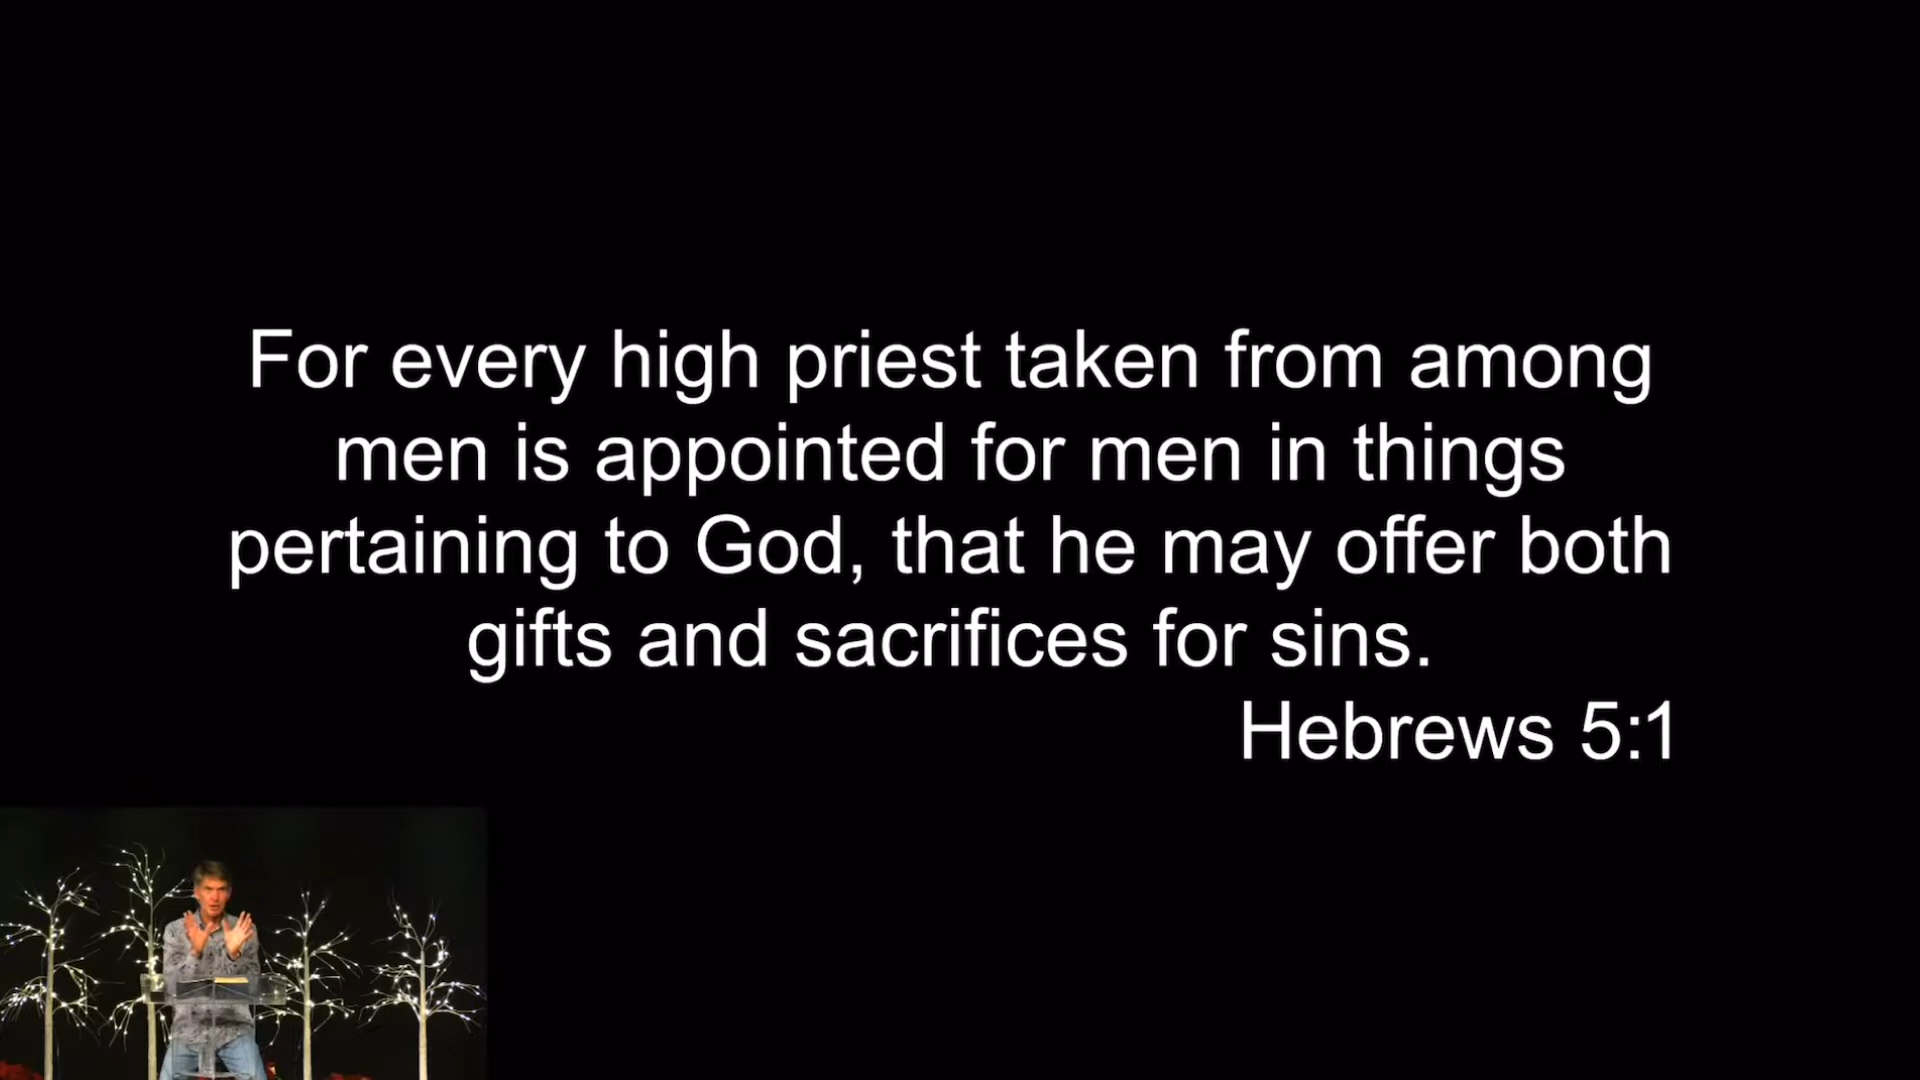 For every high priest taken from among
men is appointed for men in things
pertaining to God, that he may offer both
gifts and sacrifices for sins.
Hebrews 5:1